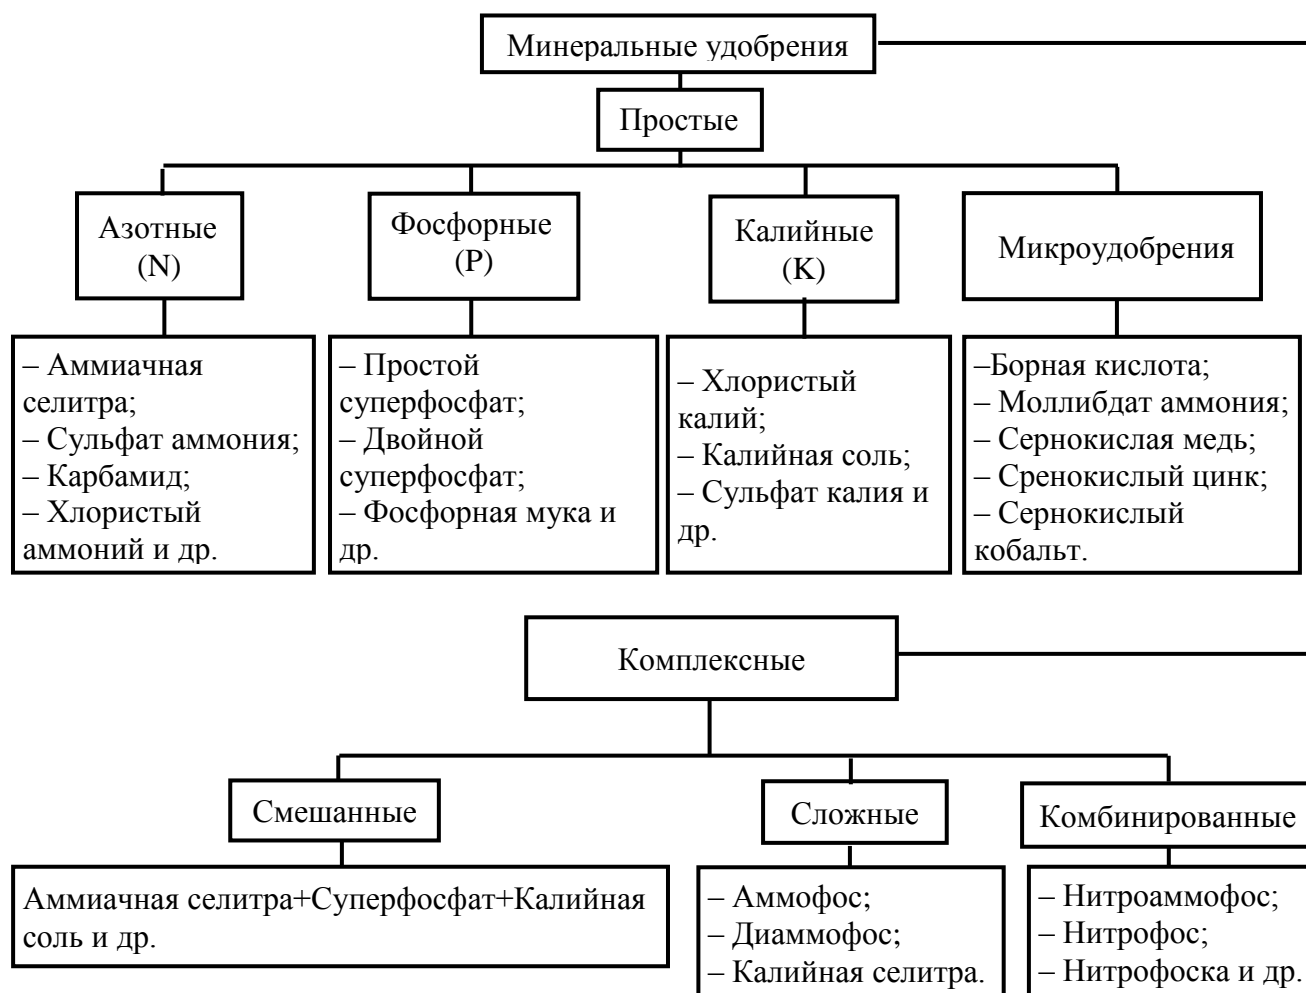 Минеральные удобрения
Простые
Азотные
(N)
Фосфорные
(P)
Калийные
(K)
Микроудобрения
– Аммиачная
селитра;
– Сульфат аммония;
– Карбамид;
– Хлористый
аммоний и др.
– Простой
суперфосфат;
– Двойной
суперфосфат;
– Фосфорная мука и
др.
– Хлористый
калий;
– Калийная соль;
– Сульфат калия и
др.
–Борная кислота;
– Моллибдат аммония;
– Сернокислая медь;
– Сренокислый цинк;
– Сернокислый
кобальт.
Комплексные
Смешанные
Сложные
Комбинированные
Аммиачная селитра+Суперфосфат+Калийная
соль и др.
– Аммофос;
– Диаммофос;
– Калийная селитра.
– Нитроаммофос;
– Нитрофос;
– Нитрофоска и др.